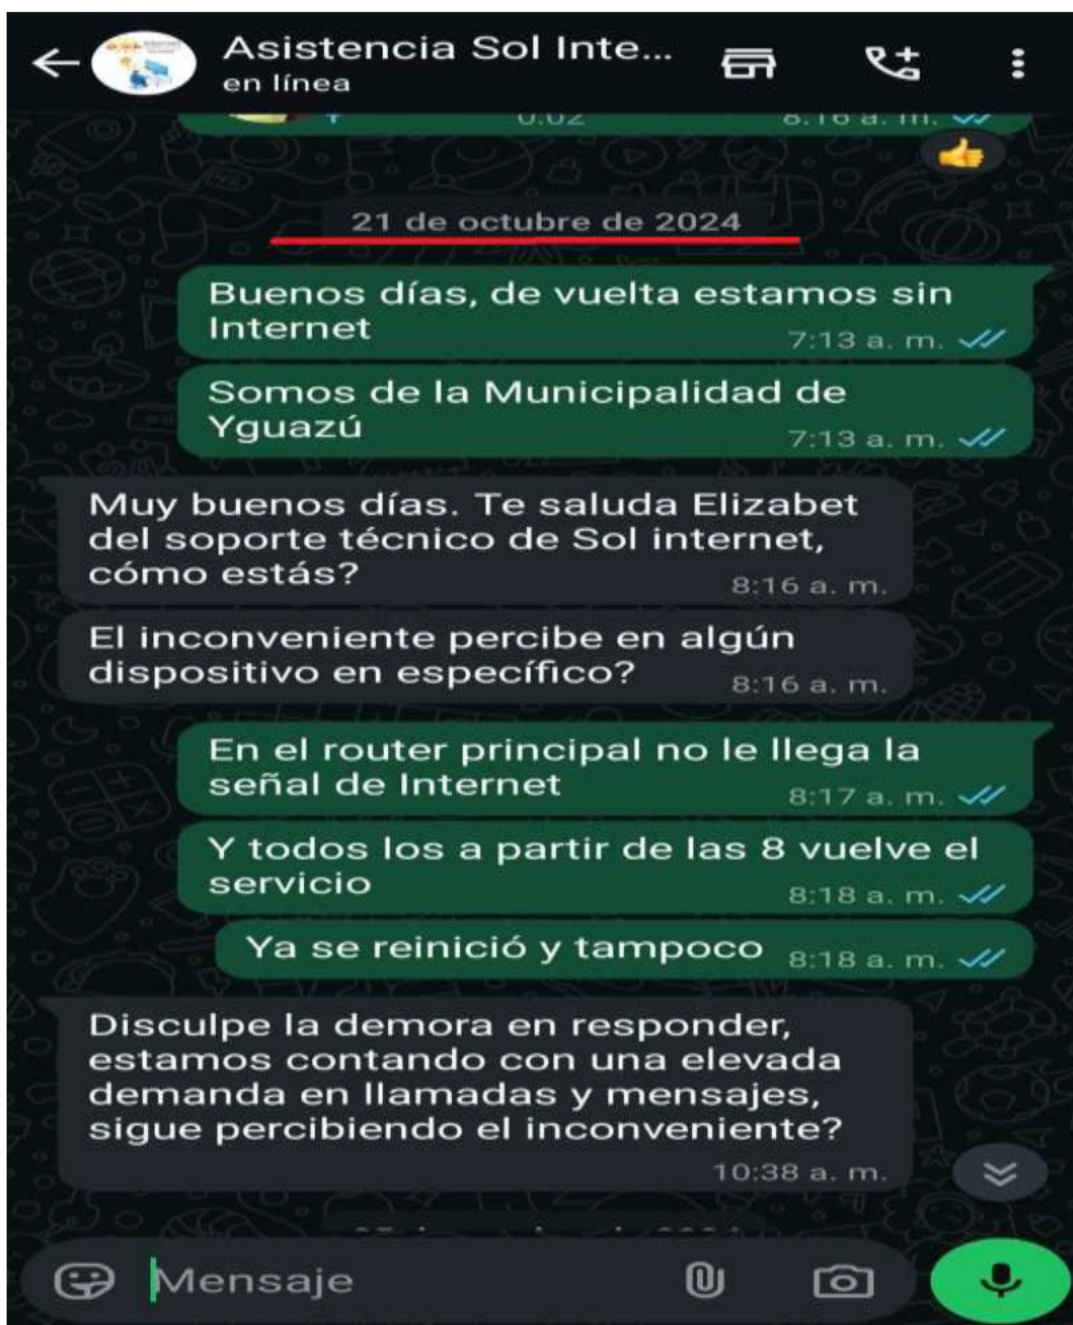 Asistencia Sol Inte...
en línea
0:02 8:16 a. m.
21 de octubre de 2024
Buenos días, de vuelta estamos sin
Internet
7:13 a. m.
Somos de la Municipalidad de
Yguazú
7:13 a. m.
Muy buenos días. Te saluda Elizabet
del soporte técnico de Sol internet,
cómo estás?
8:16 a. m.
El inconveniente percibe en algún
dispositivo en específico?
8:16 a. m.
En el router principal no le llega la
señal de Internet
8:17 a. m.
Y todos los a partir de las 8 vuelve el
servicio
8:18 a. m.
Ya se reinició y tampoco 8:18 a. m.
Disculpe la demora en responder,
estamos contando con una elevada
demanda en llamadas y mensajes,
sigue percibiendo el inconveniente?
10:38 a. m.
Mensaje